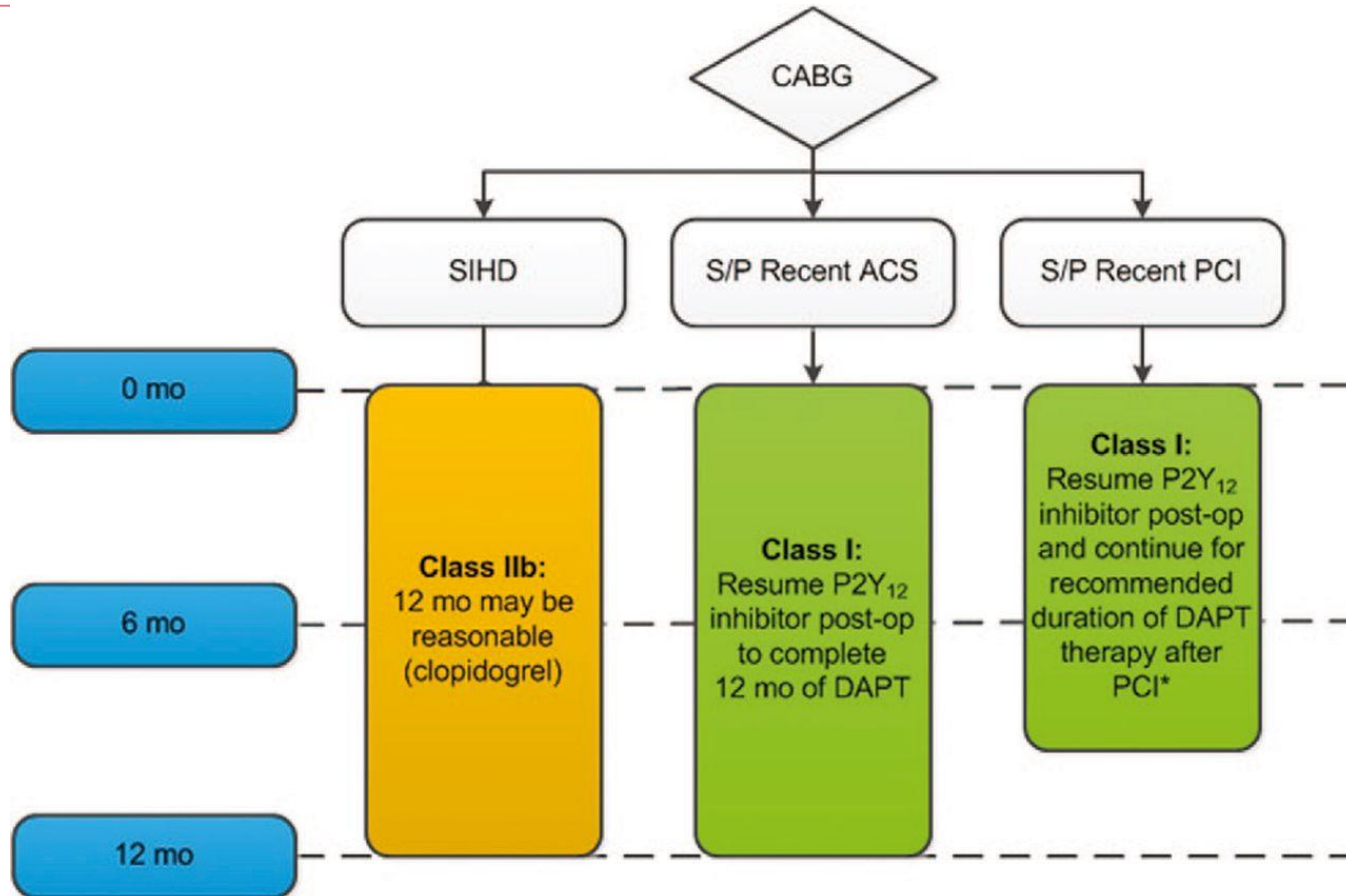 CABG
SIHD
S/P Recent ACS
S/P Recent PCI
0 mo
6 mo
12 mo
Class IIb:
12 mo may be
reasonable
(clopidogrel)
Class I:
Resume P2Y₁₂
inhibitor post-op
to complete
12 mo of DAPT
Class I:
Resume P2Y₁₂
inhibitor post-op
and continue for
recommended
duration of DAPT
therapy after
PCI*